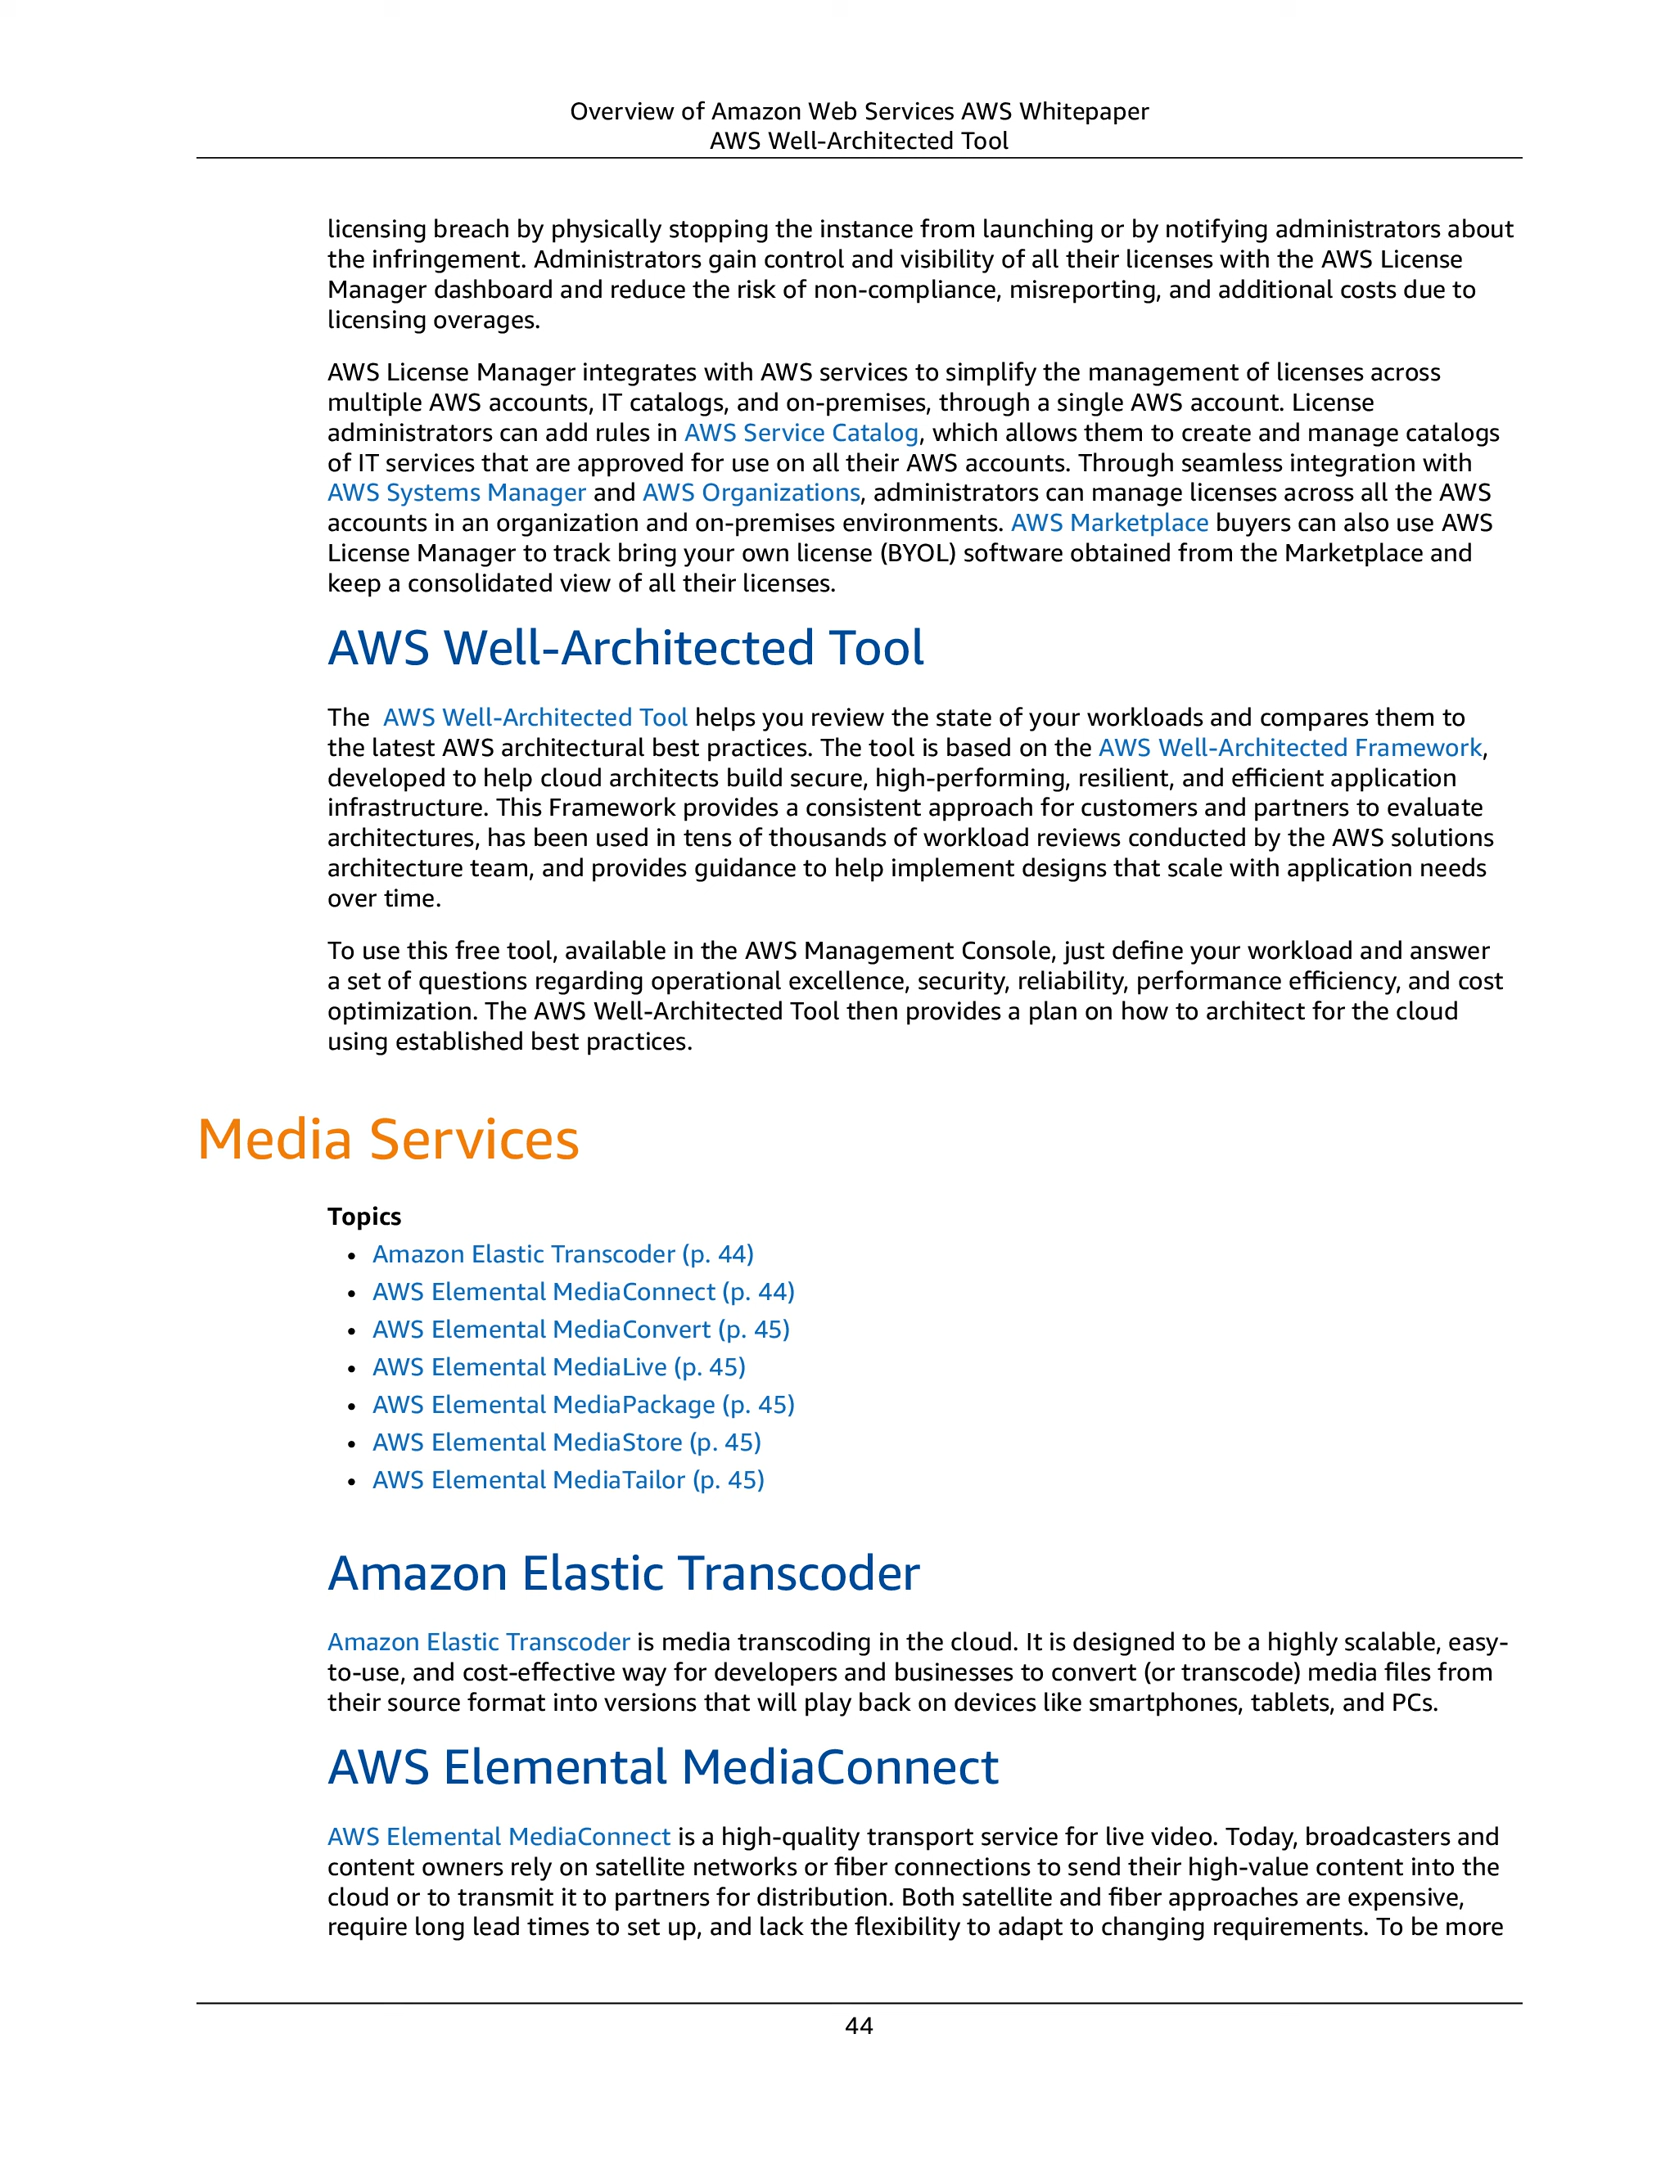 Overview of Amazon Web Services AWS Whitepaper
AWS Well-Architected Tool
licensing breach by physically stopping the instance from launching or by notifying administrators about
the infringement. Administrators gain control and visibility of all their licenses with the AWS License
Manager dashboard and reduce the risk of non-compliance, misreporting, and additional costs due to
licensing overages.
AWS License Manager integrates with AWS services to simplify the management of licenses across
multiple AWS accounts, IT catalogs, and on-premises, through a single AWS account. License
administrators can add rules in AWS Service Catalog, which allows them to create and manage catalogs
of IT services that are approved for use on all their AWS accounts. Through seamless integration with
AWS Systems Manager and AWS Organizations, administrators can manage licenses across all the AWS
accounts in an organization and on-premises environments. AWS Marketplace buyers can also use AWS
License Manager to track bring your own license (BYOL) software obtained from the Marketplace and
keep a consolidated view of all their licenses.
AWS Well-Architected Tool
The AWS Well-Architected Tool helps you review the state of your workloads and compares them to
the latest AWS architectural best practices. The tool is based on the AWS Well-Architected Framework,
developed to help cloud architects build secure, high-performing, resilient, and efficient application
infrastructure. This Framework provides a consistent approach for customers and partners to evaluate
architectures, has been used in tens of thousands of workload reviews conducted by the AWS solutions
architecture team, and provides guidance to help implement designs that scale with application needs
over time.
To use this free tool, available in the AWS Management Console, just define your workload and answer
a set of questions regarding operational excellence, security, reliability, performance efficiency, and cost
optimization. The AWS Well-Architected Tool then provides a plan on how to architect for the cloud
using established best practices.
Media Services
Topics
• Amazon Elastic Transcoder (p. 44)
• AWS Elemental MediaConnect (p. 44)
• AWS Elemental MediaConvert (p. 45)
• AWS Elemental MediaLive (p. 45)
• AWS Elemental MediaPackage (p. 45)
• AWS Elemental MediaStore (p. 45)
• AWS Elemental MediaTailor (p. 45)
Amazon Elastic Transcoder
Amazon Elastic Transcoder is media transcoding in the cloud. It is designed to be a highly scalable, easy-
to-use, and cost-effective way for developers and businesses to convert (or transcode) media files from
their source format into versions that will play back on devices like smartphones, tablets, and PCs.
AWS Elemental MediaConnect
AWS Elemental MediaConnect is a high-quality transport service for live video. Today, broadcasters and
content owners rely on satellite networks or fiber connections to send their high-value content into the
cloud or to transmit it to partners for distribution. Both satellite and fiber approaches are expensive,
require long lead times to set up, and lack the flexibility to adapt to changing requirements. To be more
44